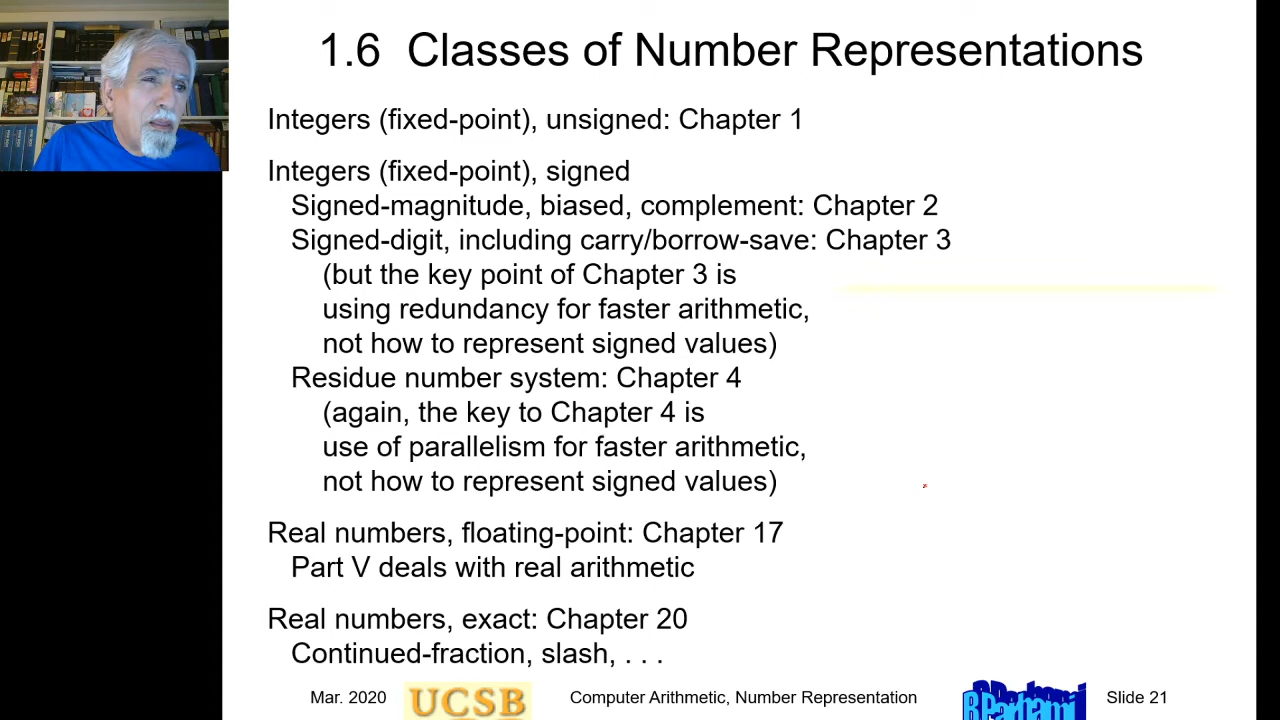 1.6 Classes of Number Representations
Integers (fixed-point), unsigned: Chapter 1
Integers (fixed-point), signed
Signed-magnitude, biased, complement: Chapter 2
Signed-digit, including carry/borrow-save: Chapter 3
(but the key point of Chapter 3 is
using redundancy for faster arithmetic,
not how to represent signed values)
Residue number system: Chapter 4
(again, the key to Chapter 4 is
use of parallelism for faster arithmetic,
not how to represent signed values)
Real numbers, floating-point: Chapter 17
Part V deals with real arithmetic
Real numbers, exact: Chapter 20
Continued-fraction, slash, . . .
Mar. 2020 UCSB Computer Arithmetic, Number Representation B Parhami Slide 21